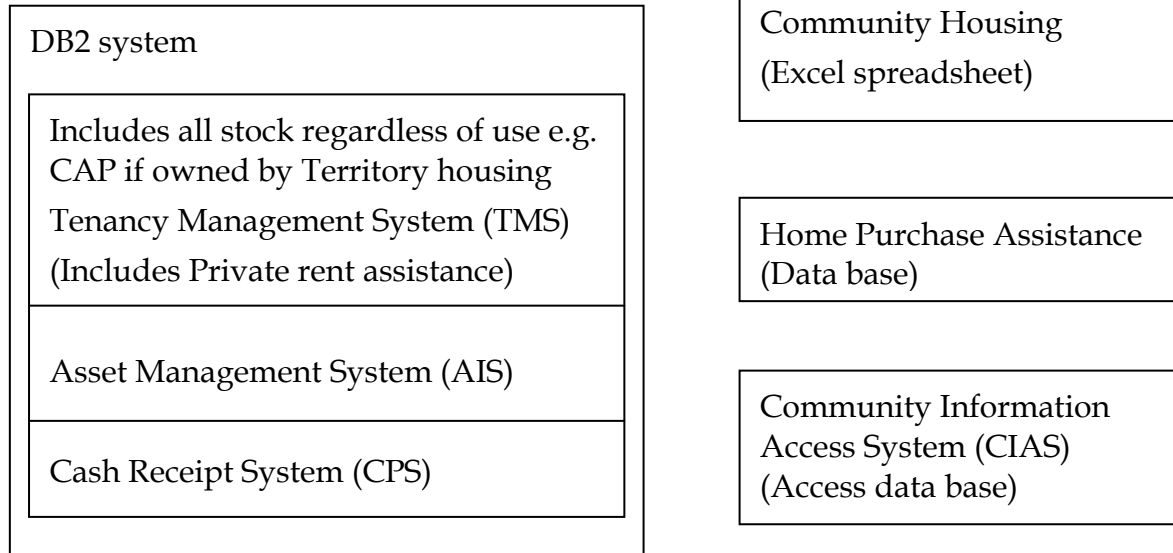 DB2 system
Includes all stock regardless of use e.g.
CAP if owned by Territory housing
Tenancy Management System (TMS)
(Includes Private rent assistance)
Asset Management System (AIS)
Cash Receipt System (CPS)
Community Housing
(Excel spreadsheet)
Home Purchase Assistance
(Data base)
Community Information
Access System (CIAS)
(Access data base)